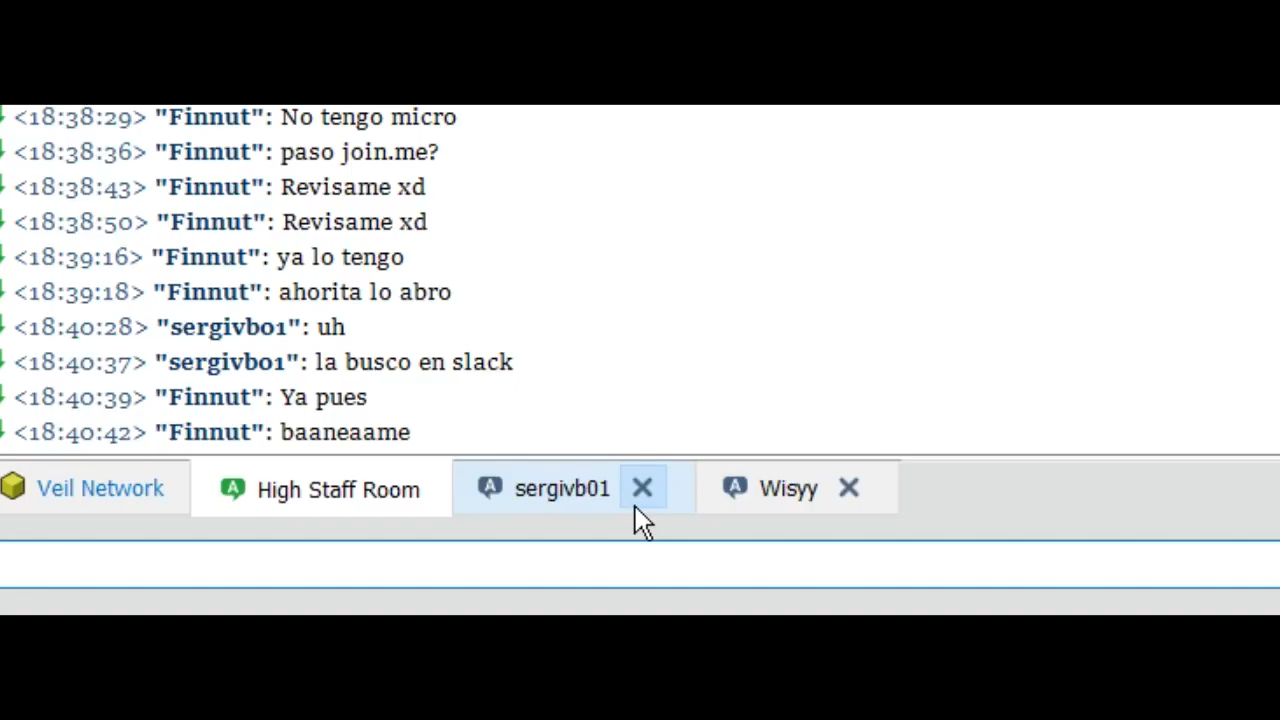 <18:38:29> "Finnut": No tengo micro
<18:38:36> "Finnut": paso join.me?
<18:38:43> "Finnut": Revisame xd
<18:38:50> "Finnut": Revisame xd
<18:39:16> "Finnut": ya lo tengo
<18:39:18> "Finnut": ahorita lo abro
<18:40:28> "sergivb01": uh
<18:40:37> "sergivb01": la busco en slack
<18:40:39> "Finnut": Ya pues
<18:40:42> "Finnut": baaneaame
Veil Network High Staff Room sergivb01 Wisyy